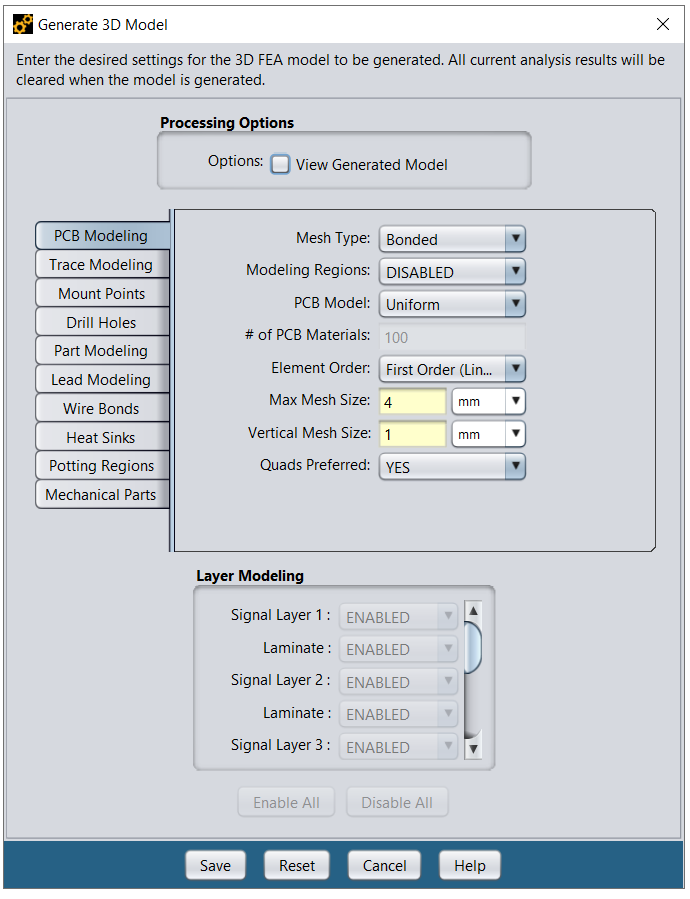 Generate 3D Model
Enter the desired settings for the 3D FEA model to be generated. All current analysis results will be
cleared when the model is generated.
Processing Options
Options: View Generated Model
PCB Modeling
Trace Modeling
Mount Points
Drill Holes
Part Modeling
Lead Modeling
Wire Bonds
Heat Sinks
Potting Regions
Mechanical Parts
Mesh Type: Bonded
Modeling Regions: DISABLED
PCB Model: Uniform
# of PCB Materials: 100
Element Order: First Order (Lin...
Max Mesh Size: 4 mm
Vertical Mesh Size: 1 mm
Quads Preferred: YES
Layer Modeling
Signal Layer 1 : ENABLED
Laminate : ENABLED
Signal Layer 2 : ENABLED
Laminate : ENABLED
Signal Layer 3 : ENABLED
Enable All Disable All
Save Reset Cancel Help